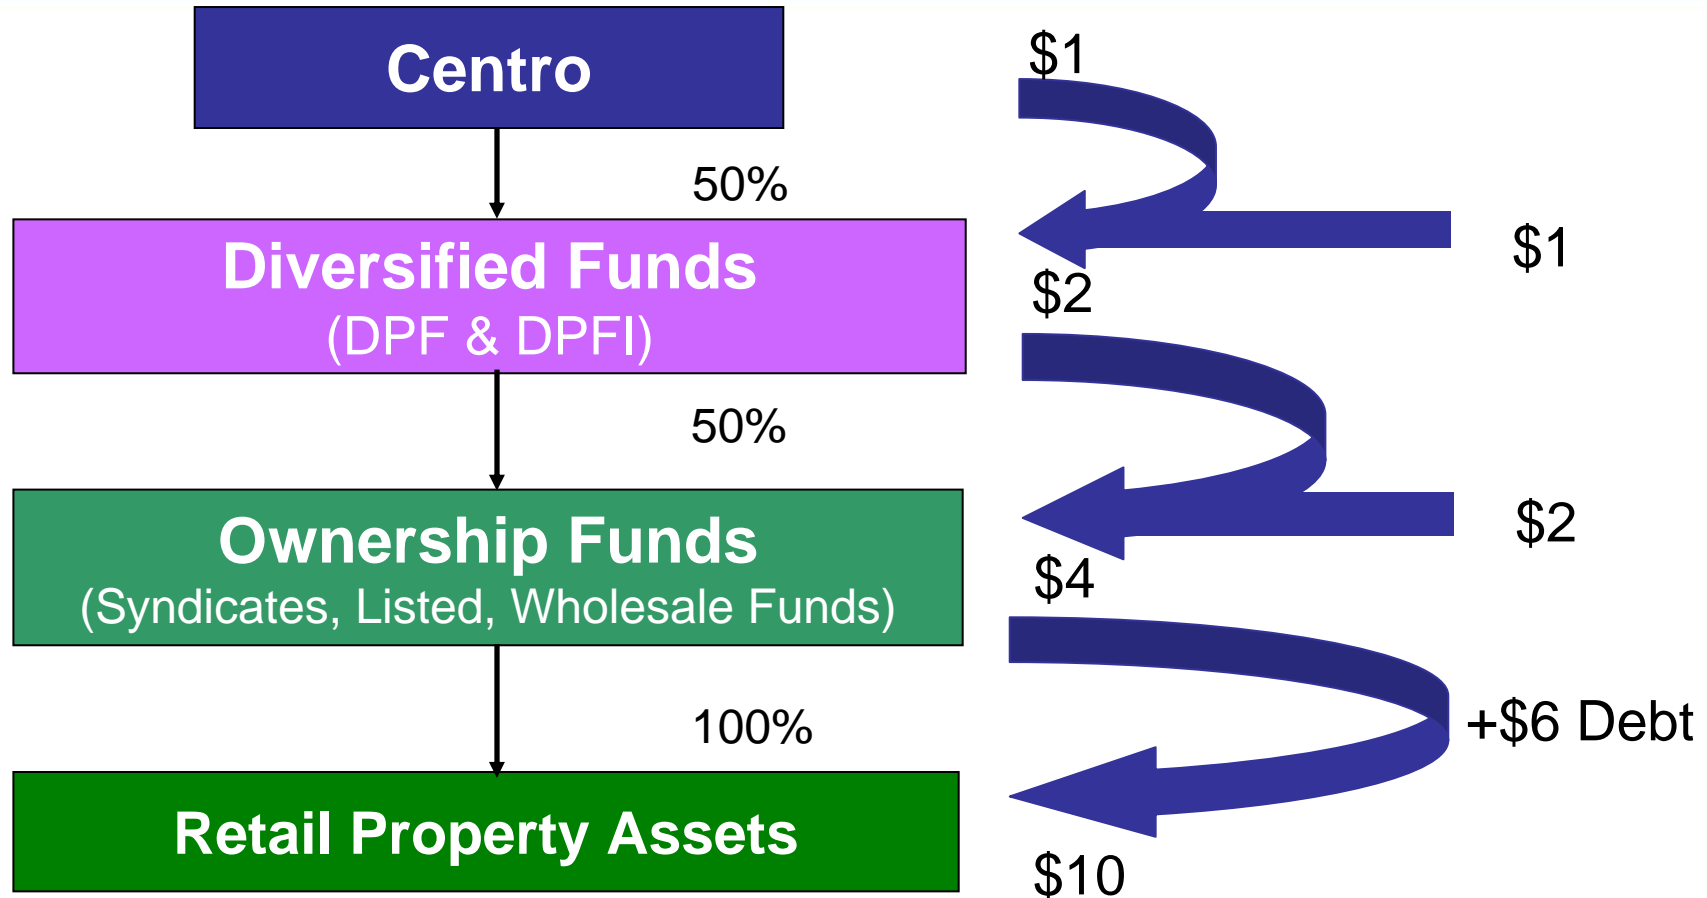 Centro
$1
50%
$1
Diversified Funds
(DPF & DPFI)
$2
50%
$2
Ownership Funds
(Syndicates, Listed, Wholesale Funds)
$4
100%
+$6 Debt
Retail Property Assets
$10